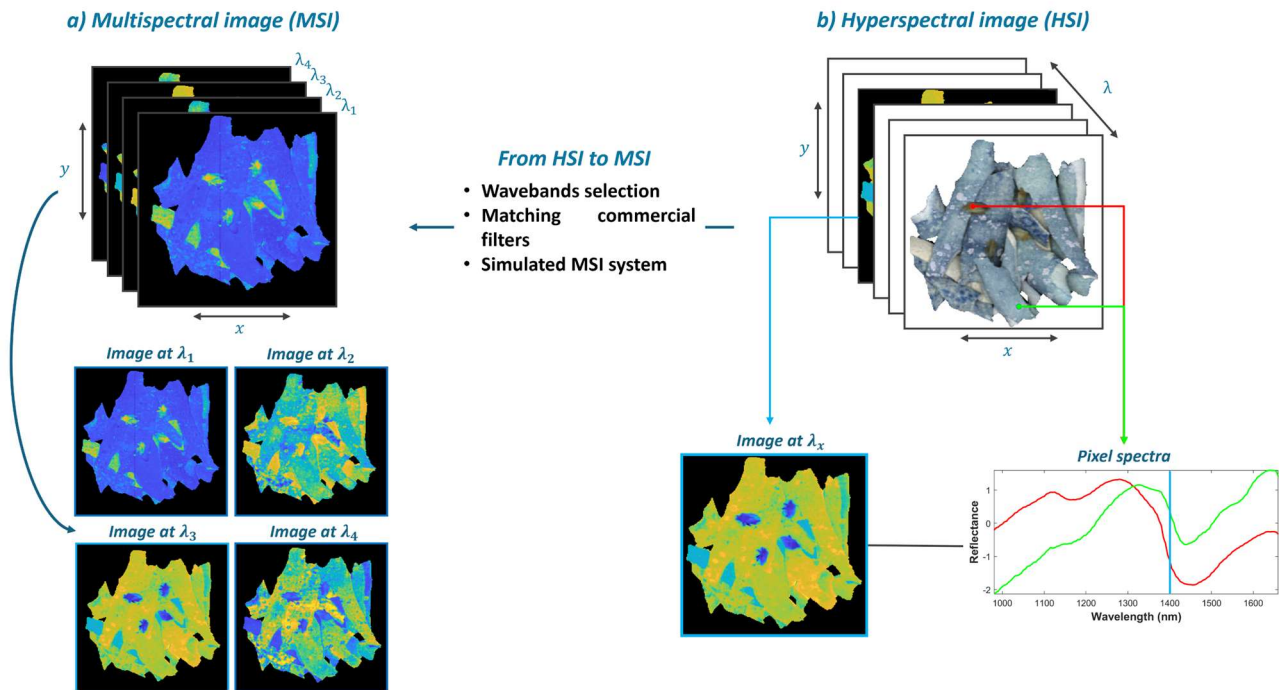 a) Multispectral image (MSI)
λ4
λ3
λ2
λ1
y
x
Image at λ1
Image at λ2
Image at λ3
Image at λ4
From HSI to MSI
• Wavebands selection
• Matching commercial
filters
• Simulated MSI system
b) Hyperspectral image (HSI)
λ
y
x
Image at λx
Pixel spectra
Reflectance
1
0
-1
-2
1000 1100 1200 1300 1400 1500 1600
Wavelength (nm)